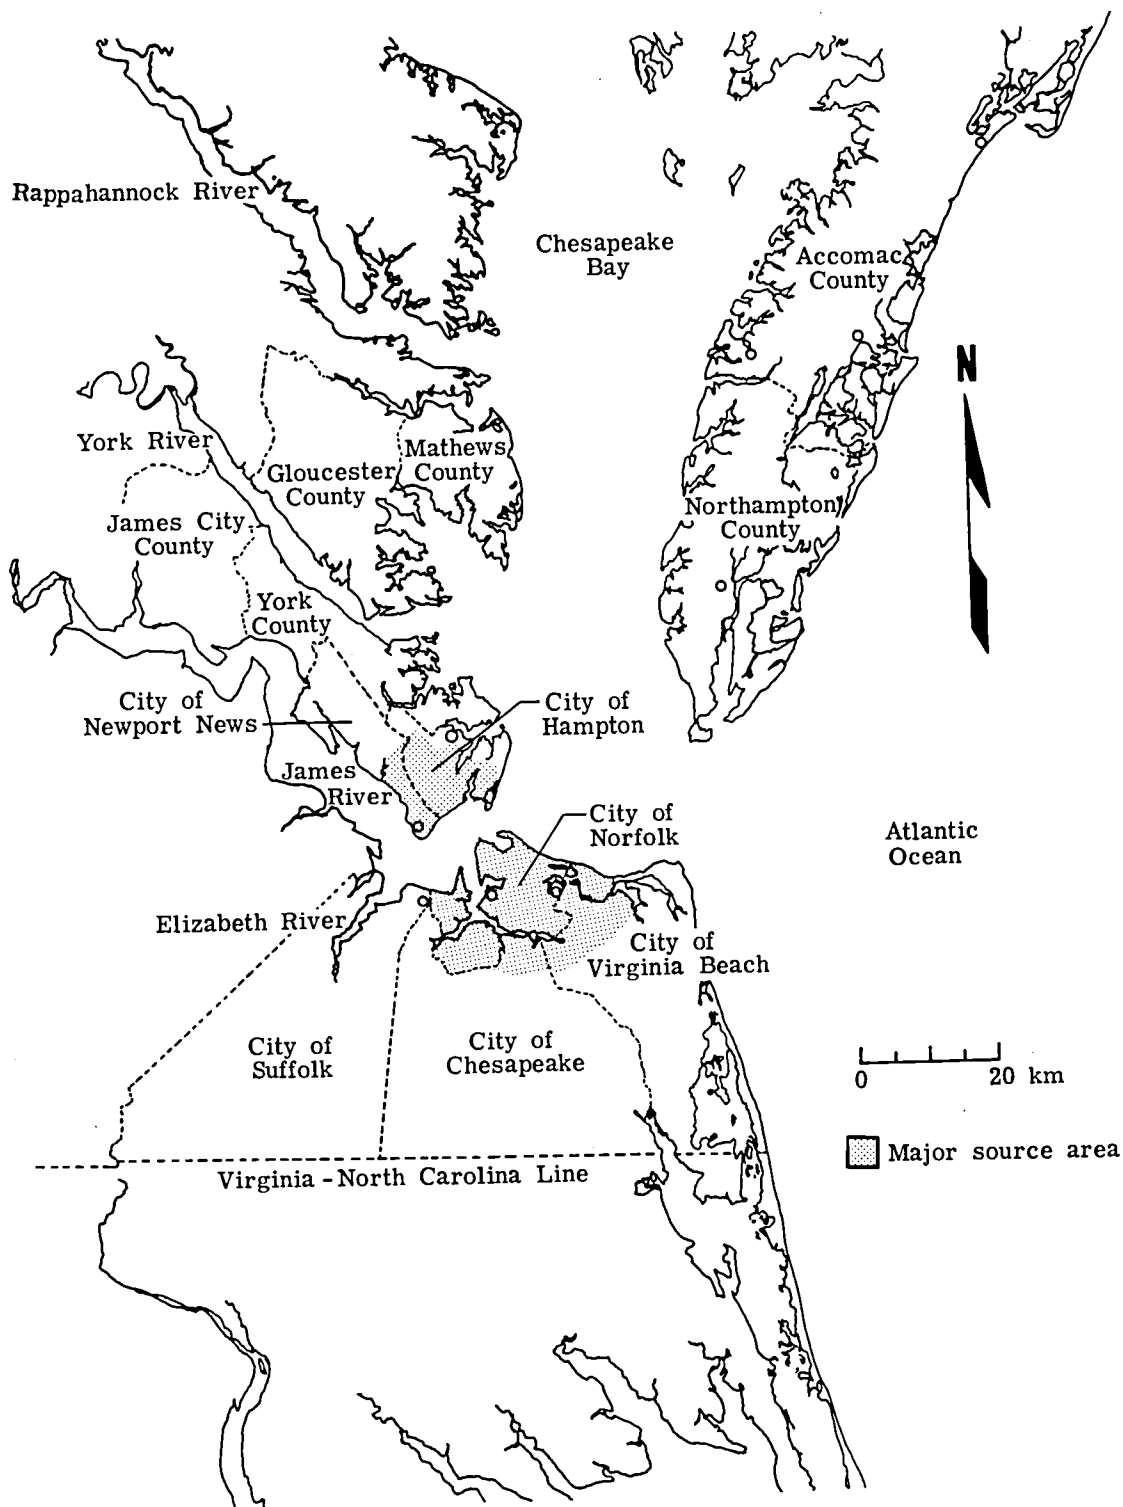 Rappahannock River
Chesapeake
Bay
Accomac
County
N
York River
Gloucester
County
Mathews
County
James City
County
Northampton
County
York
County
City of
Newport News
City of
Hampton
James
River
City of
Norfolk
Atlantic
Ocean
Elizabeth River
City of
Virginia Beach
City of
Suffolk
City of
Chesapeake
0 20 km
Major source area
Virginia - North Carolina Line